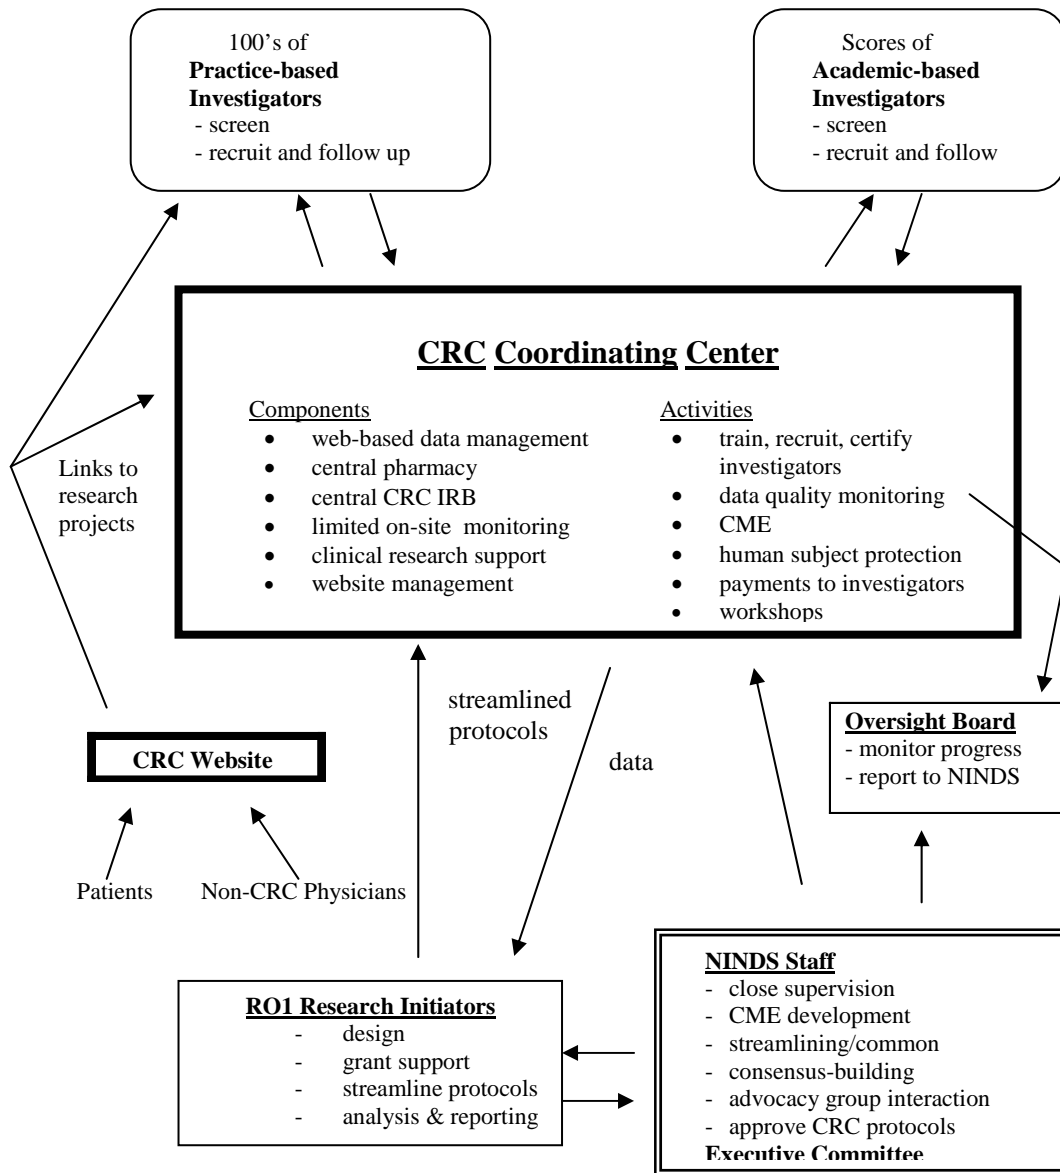 100’s of
Practice-based
Investigators
- screen
- recruit and follow up
Scores of
Academic-based
Investigators
- screen
- recruit and follow
CRC Coordinating Center
Components
• web-based data management
• central pharmacy
• central CRC IRB
• limited on-site monitoring
• clinical research support
• website management
Activities
• train, recruit, certify
investigators
• data quality monitoring
• CME
• human subject protection
• payments to investigators
• workshops
Links to
research
projects
streamlined
protocols
data
Oversight Board
- monitor progress
- report to NINDS
CRC Website
Patients
Non-CRC Physicians
RO1 Research Initiators
- design
- grant support
- streamline protocols
- analysis & reporting
NINDS Staff
- close supervision
- CME development
- streamlining/common
- consensus-building
- advocacy group interaction
- approve CRC protocols
Executive Committee